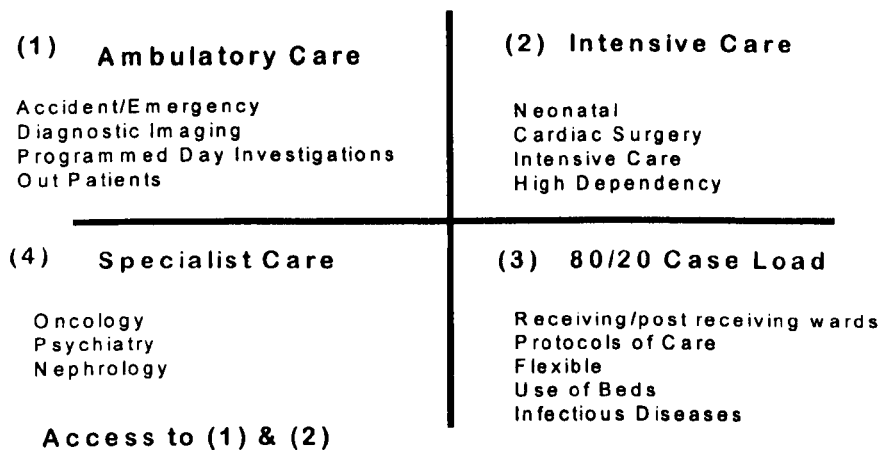 (1) Ambulatory Care
Accident/Emergency
Diagnostic Imaging
Programmed Day Investigations
Out Patients
(2) Intensive Care
Neonatal
Cardiac Surgery
Intensive Care
High Dependency
(4) Specialist Care
Oncology
Psychiatry
Nephrology
Access to (1) & (2)
(3) 80/20 Case Load
Receiving/post receiving wards
Protocols of Care
Flexible
Use of Beds
Infectious Diseases